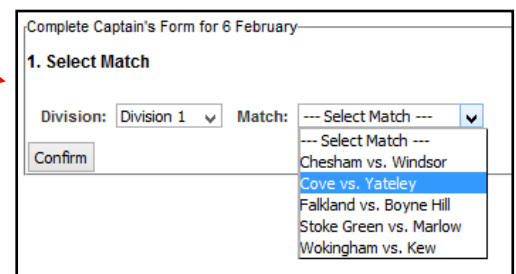 Complete Captain's Form for 6 February
1. Select Match
Division: Division 1 Match: --- Select Match ---
--- Select Match ---
Confirm
Chesham vs. Windsor
Cove vs. Yateley
Falkland vs. Boyne Hill
Stoke Green vs. Marlow
Wokingham vs. Kew